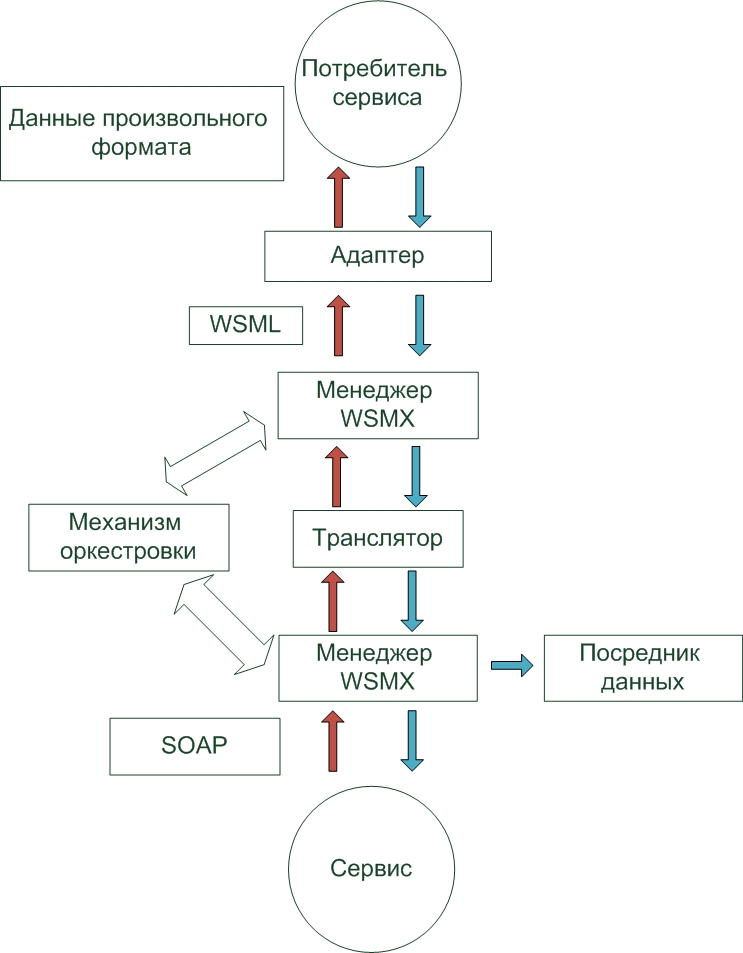 Потребитель
сервиса
Данные произвольного
формата
Адаптер
WSML
Менеджер
WSMX
Механизм
оркестровки
Транслятор
Менеджер
WSMX
Посредник
данных
SOAP
Сервис